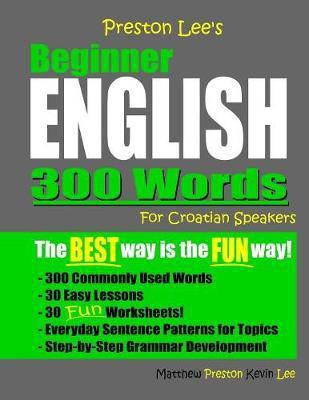 Preston Lee's
Beginner
ENGLISH
300 Words
For Croatian Speakers
The BEST way is the FUN way!
- 300 Commonly Used Words
- 30 Easy Lessons
- 30 Fun Worksheets!
- Everyday Sentence Patterns for Topics
- Step-by-Step Grammar Development
Matthew Preston Kevin Lee